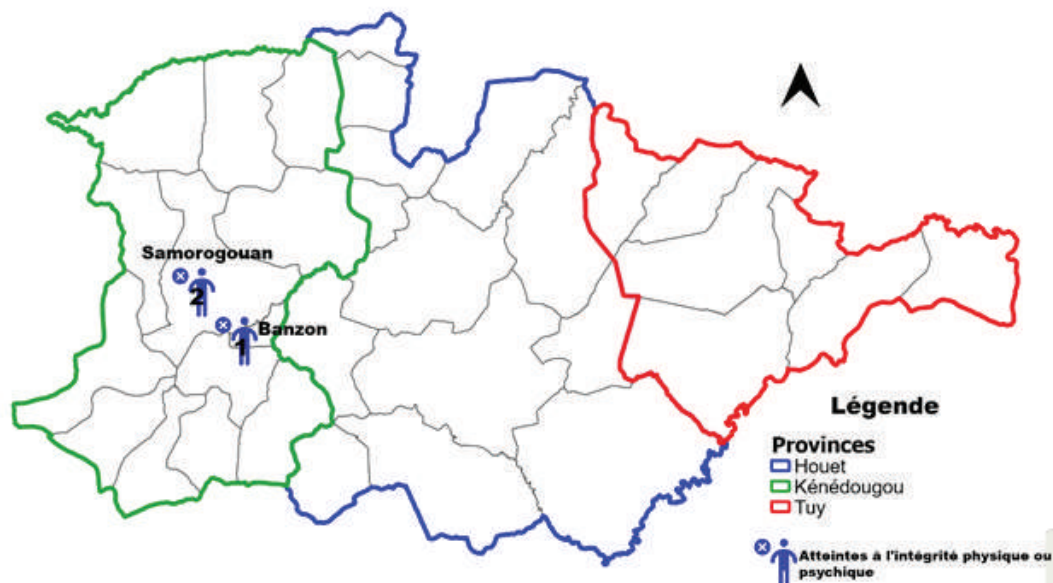 Samorogouan
2
Banzon
1
Légende
Provinces
Houet
Kénédougou
Tuy
Atteintes à l'intégrité physique ou
psychique